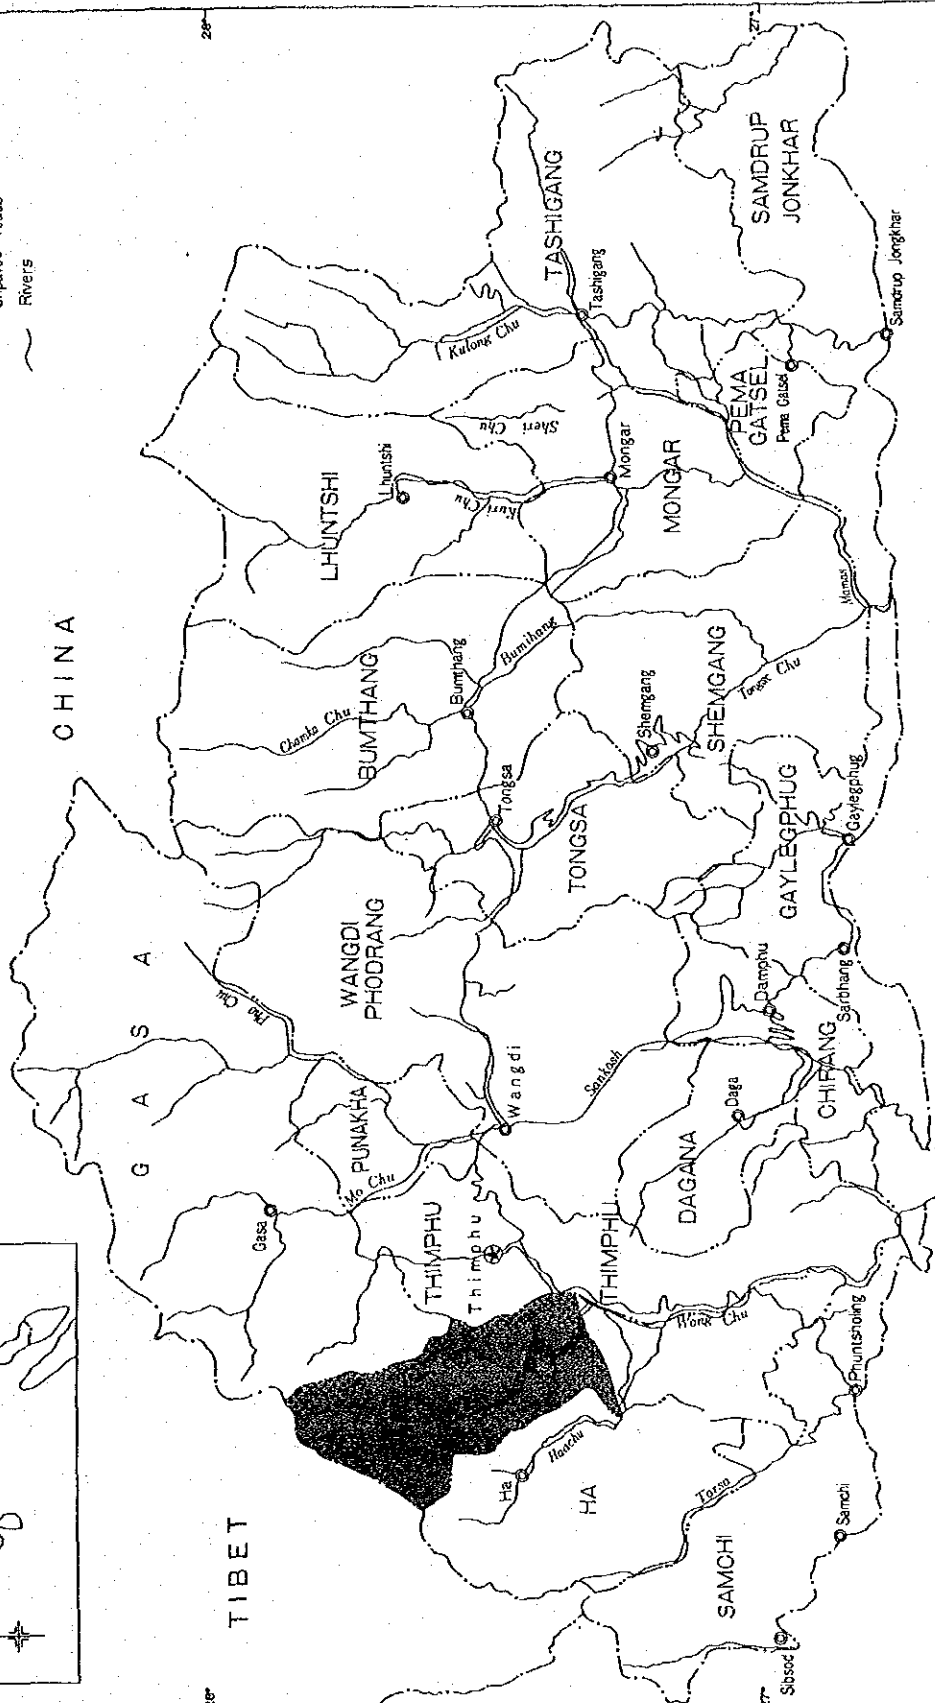 Rivers
28°
27°
CHINA
TIBET
GASA
Gasa
LHUNTSHI
Lhuntshi
Kulong Chu
Sheri Chu
Kuri Chu
TASHIGANG
Tashigang
SAMDRUP
JONKHAR
Samdrup Jongkhar
PEMA
GATSEL
Pema Gatsel
MONGAR
Mongar
Manas
BUMTHANG
Bumthang
Chamka Chu
Bumthang
SHEMGANG
Shemgang
Tongsa Chu
TONGSA
Tongsa
GAYLEGPHUG
Gaylegphug
WANGDI
PHODRANG
Wangdi
Pho Chu
PUNAKHA
Mo Chu
Sankosh
Damphu
Sarbhang
CHIRANG
DAGANA
Daga
THIMPHU
Thimphu
THIMPHU
Wong Chu
Phuntsholing
HA
Ha
Haachu
Torsa
SAMCHI
Samchi